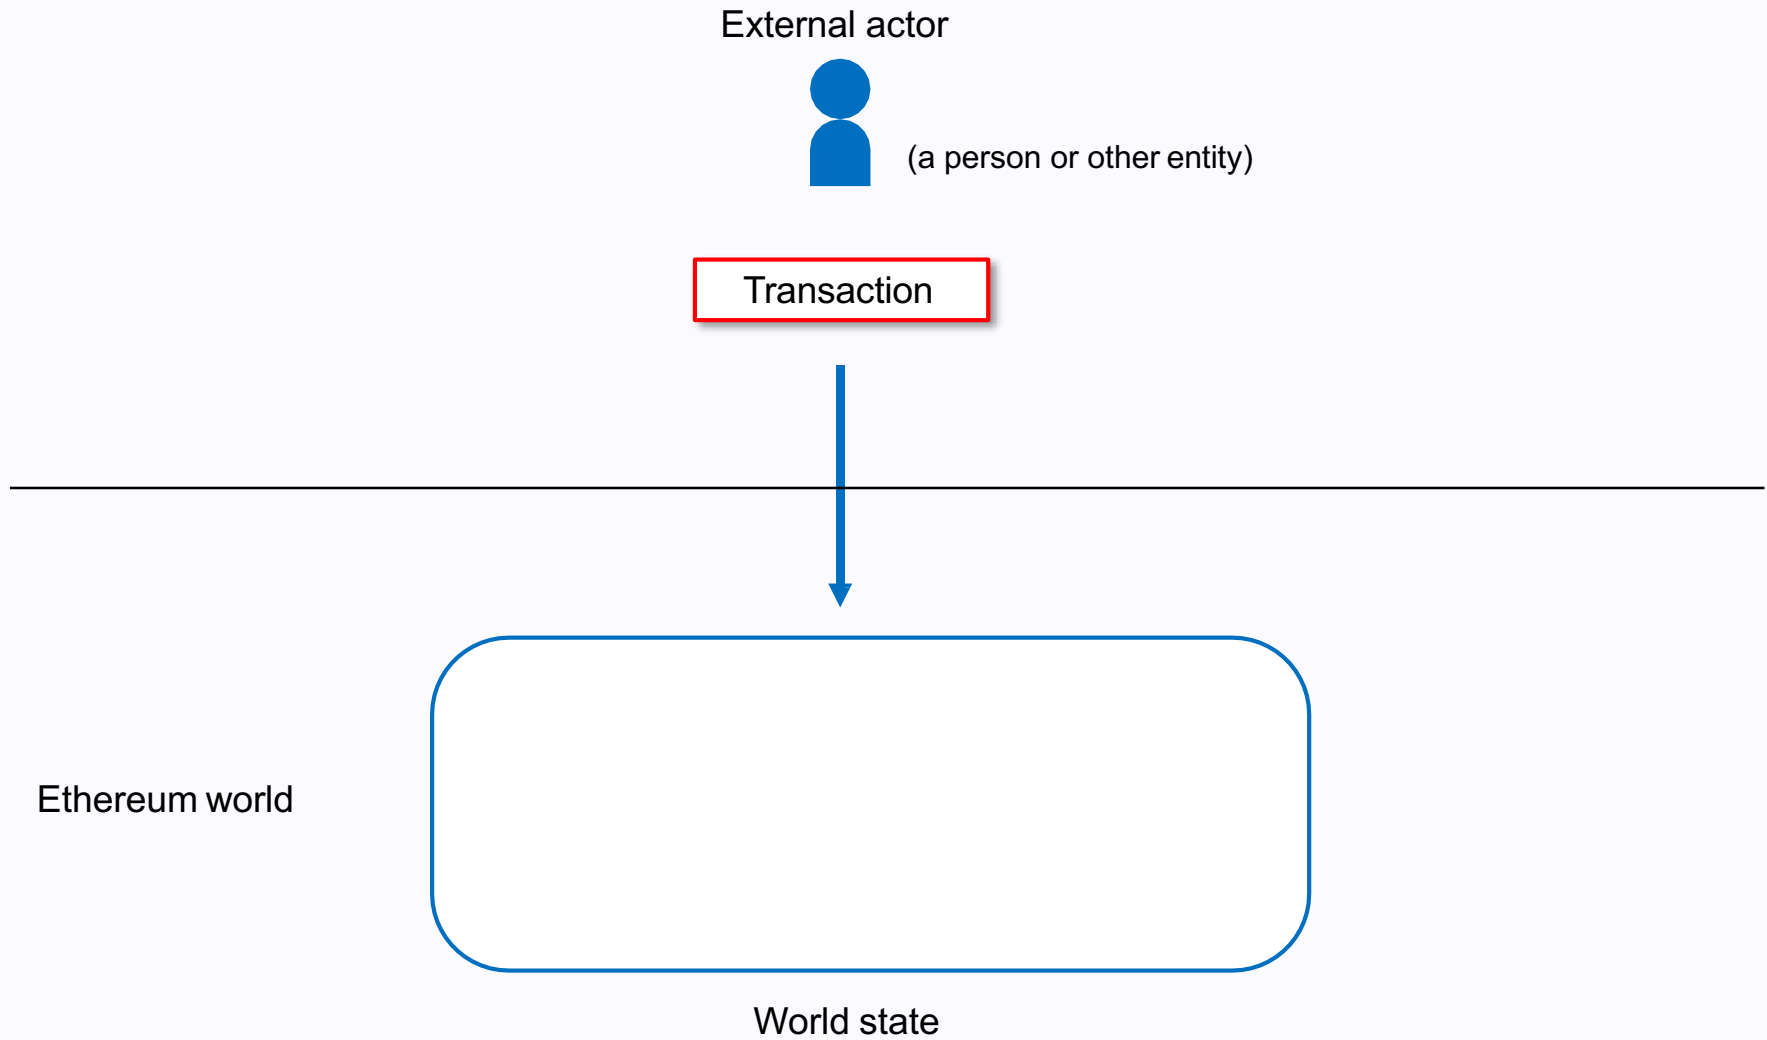 External actor
(a person or other entity)
Transaction
Ethereum world
World state